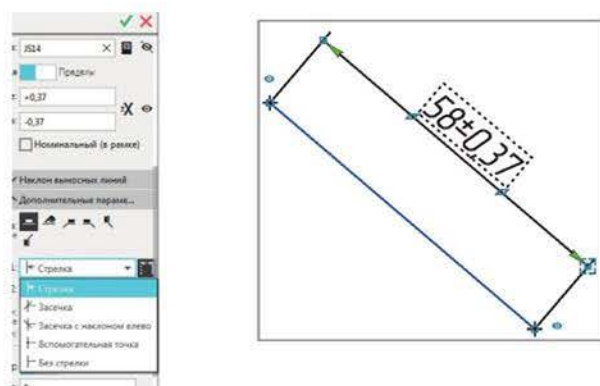 JS14
Пределы
+0,37
-0,37
Номинальный (в рамке)
Наклон выносных линий
Дополнительные параме...
Стрелка
Стрелка
Засечка
Засечка с наклоном влево
Вспомогательная точка
Без стрелки
58±0,37